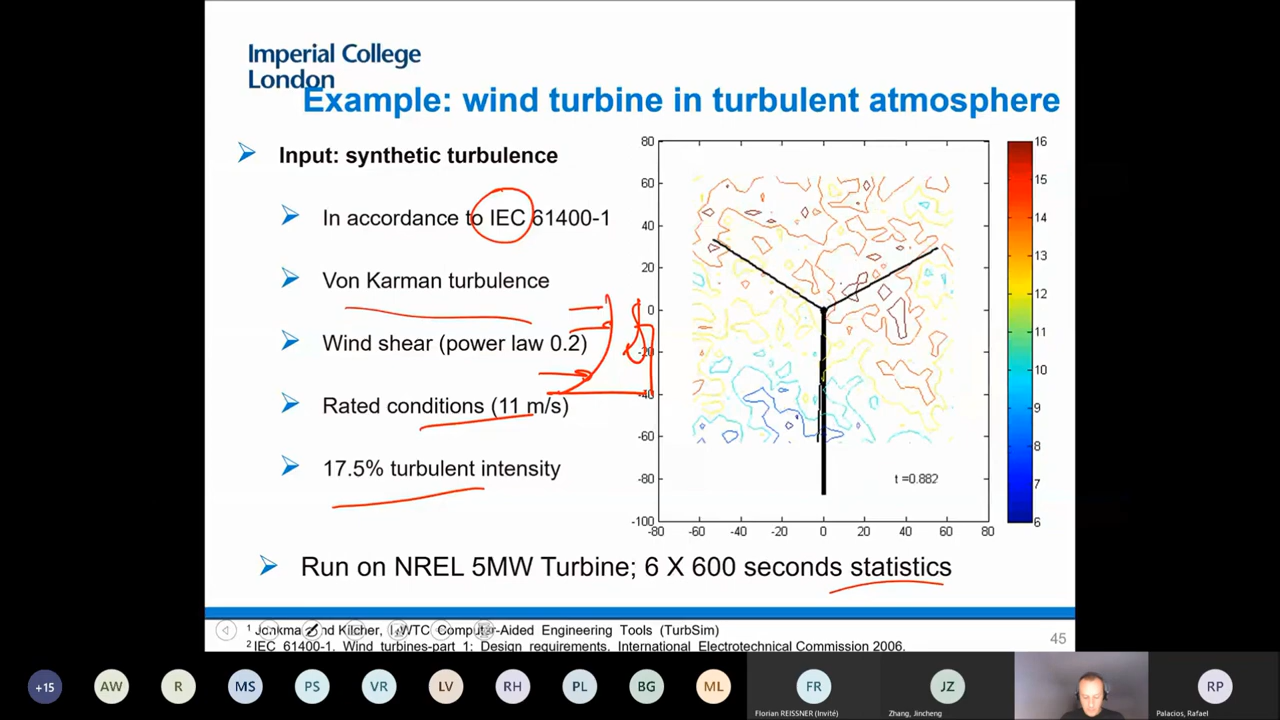 Imperial College
London
Example: wind turbine in turbulent atmosphere
Input: synthetic turbulence
In accordance to IEC 61400-1
Von Karman turbulence
Wind shear (power law 0.2)
Rated conditions (11 m/s)
17.5% turbulent intensity
80
60
40
20
0
-20
-40
-60
-80
-100
-80 -60 -40 -20 0 20 40 60 80
t =0.882
16
15
14
13
12
11
10
9
8
7
6
Run on NREL 5MW Turbine; 6 X 600 seconds statistics
1 Jonkman and Kilcher, Computer-Aided Engineering Tools (TurbSim)
2 IEC 61400-1. Wind turbines-part 1: Design requirements. International Electrotechnical Commission 2006.
45
+15 AW R MS PS VR LV RH PL BG ML FR JZ RP
Florian REISSNER (Invité) Zhang, Jincheng Palacios, Rafael